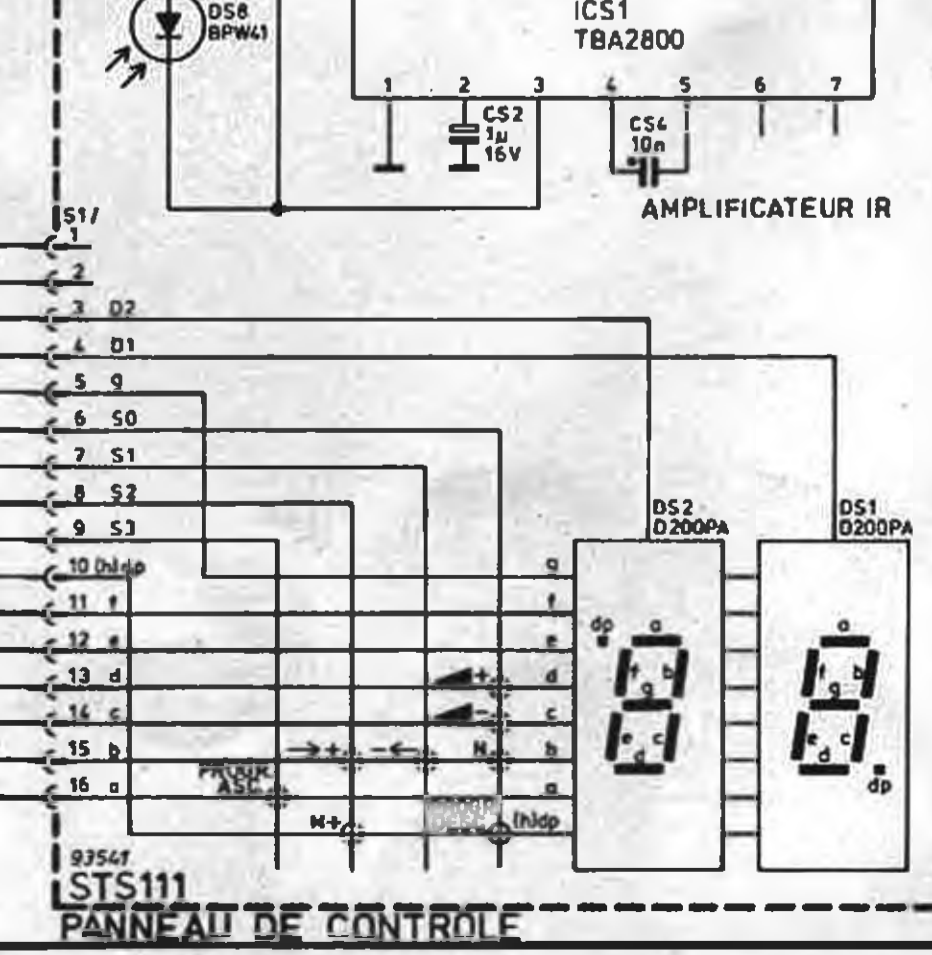 DS8
BPW41
ICS1
TBA2800
1 2 3 4 5 6 7
CS2
1µ
16V
CS4
10n
AMPLIFICATEUR IR
S1/
1
2
3 D2
4 D1
5 g
6 S0
7 S1
8 S2
9 S3
10 (h)dp
11 f
12 e
13 d
14 c
15 b
16 a
DS2
D200PA
DS1
D200PA
g
f
e
+ d
- c
→+ -← b
ASC. a
+ (h)dp
dp a
f b
g
e c
d
a
f b
g
e c
d
dp
93541
STS111
PANNEAU DE CONTROLE